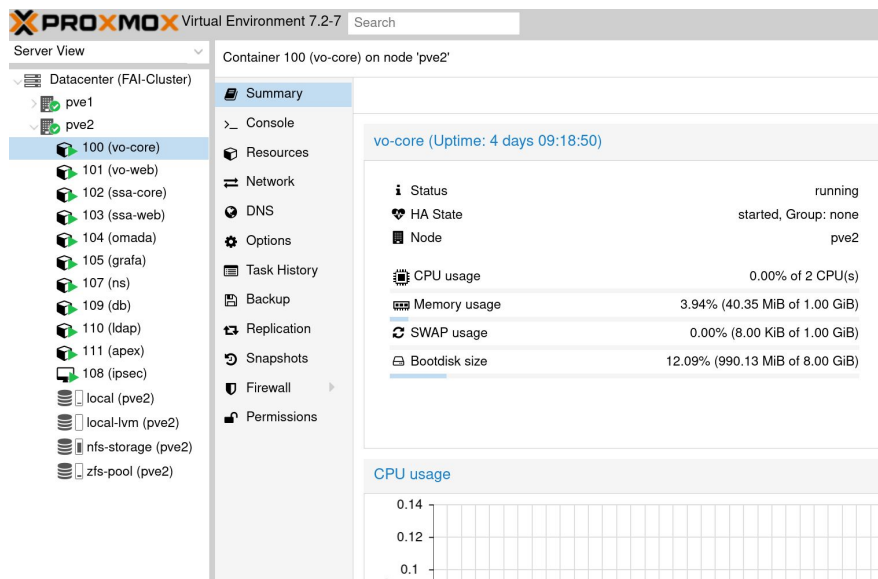 PROXMOX Virtual Environment 7.2-7 Search
Server View
Datacenter (FAI-Cluster)
pve1
pve2
100 (vo-core)
101 (vo-web)
102 (ssa-core)
103 (ssa-web)
104 (omada)
105 (grafa)
107 (ns)
109 (db)
110 (ldap)
111 (apex)
108 (ipsec)
local (pve2)
local-lvm (pve2)
nfs-storage (pve2)
zfs-pool (pve2)
Container 100 (vo-core) on node 'pve2'
Summary
Console
Resources
Network
DNS
Options
Task History
Backup
Replication
Snapshots
Firewall
Permissions
vo-core (Uptime: 4 days 09:18:50)
Status running
HA State started, Group: none
Node pve2
CPU usage 0.00% of 2 CPU(s)
Memory usage 3.94% (40.35 MiB of 1.00 GiB)
SWAP usage 0.00% (8.00 KiB of 1.00 GiB)
Bootdisk size 12.09% (990.13 MiB of 8.00 GiB)
CPU usage
0.14
0.12
0.1